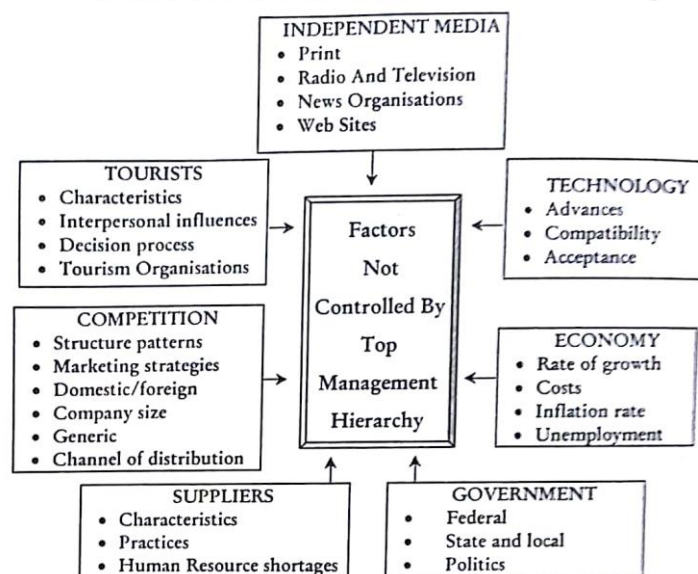 INDEPENDENT MEDIA
• Print
• Radio And Television
• News Organisations
• Web Sites
TOURISTS
• Characteristics
• Interpersonal influences
• Decision process
• Tourism Organisations
Factors
Not
Controlled By
Top
Management
Hierarchy
TECHNOLOGY
• Advances
• Compatibility
• Acceptance
COMPETITION
• Structure patterns
• Marketing strategies
• Domestic/foreign
• Company size
• Generic
• Channel of distribution
ECONOMY
• Rate of growth
• Costs
• Inflation rate
• Unemployment
SUPPLIERS
• Characteristics
• Practices
• Human Resource shortages
GOVERNMENT
• Federal
• State and local
• Politics